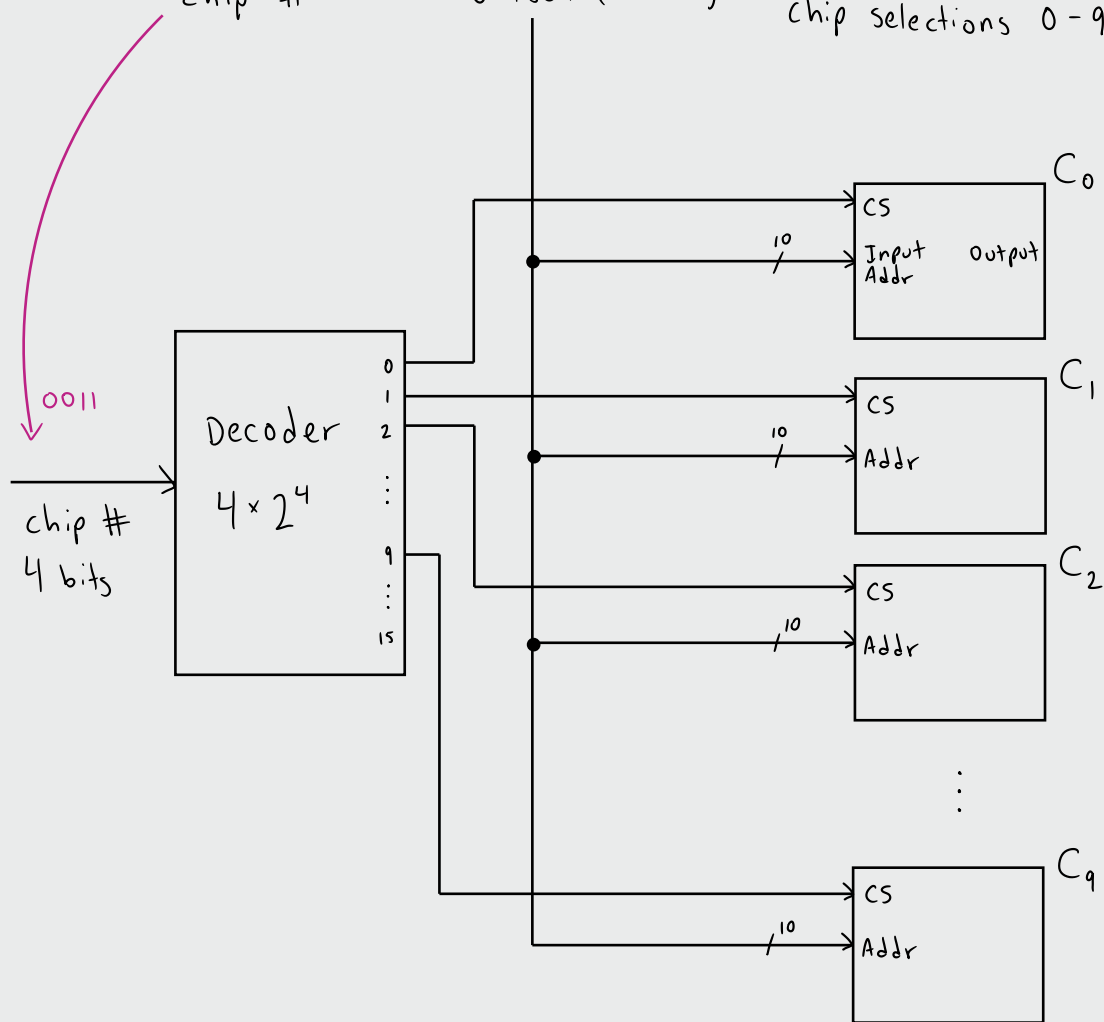 chip #
chip selections 0 - 9
C0
CS
10
Input Output
Addr
0
C1
0011
1
CS
Decoder
2
10
Addr
4 × 2^4
⋮
chip #
9
C2
4 bits
⋮
CS
15
10
Addr
⋮
C9
CS
10
Addr